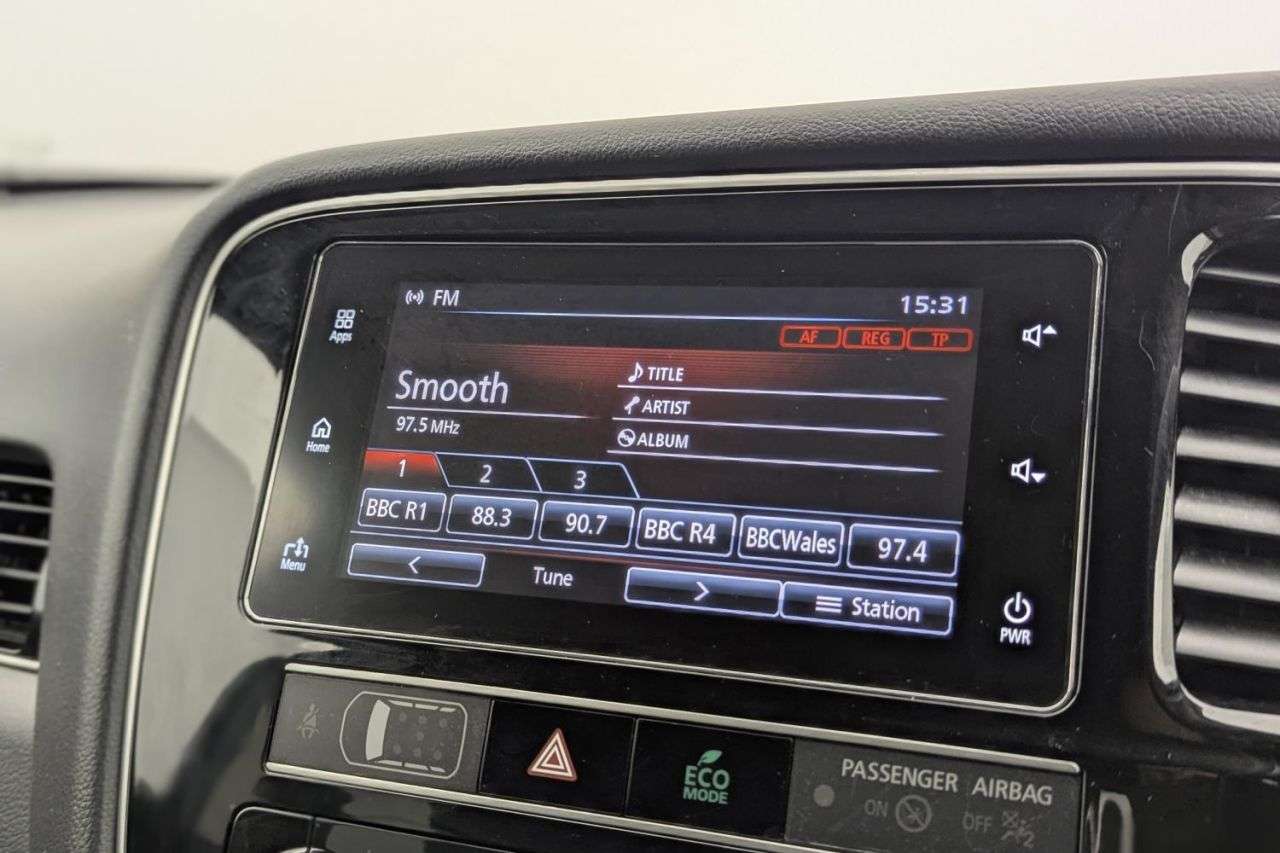 FM
15:31
Apps
AF REG TP
Smooth
TITLE
97.5 MHz
ARTIST
ALBUM
Home
1 2 3
BBC R1 88.3 90.7 BBC R4 BBCWales 97.4
< Tune > Station
Menu
PWR
ECO
MODE
PASSENGER AIRBAG
ON OFF
2